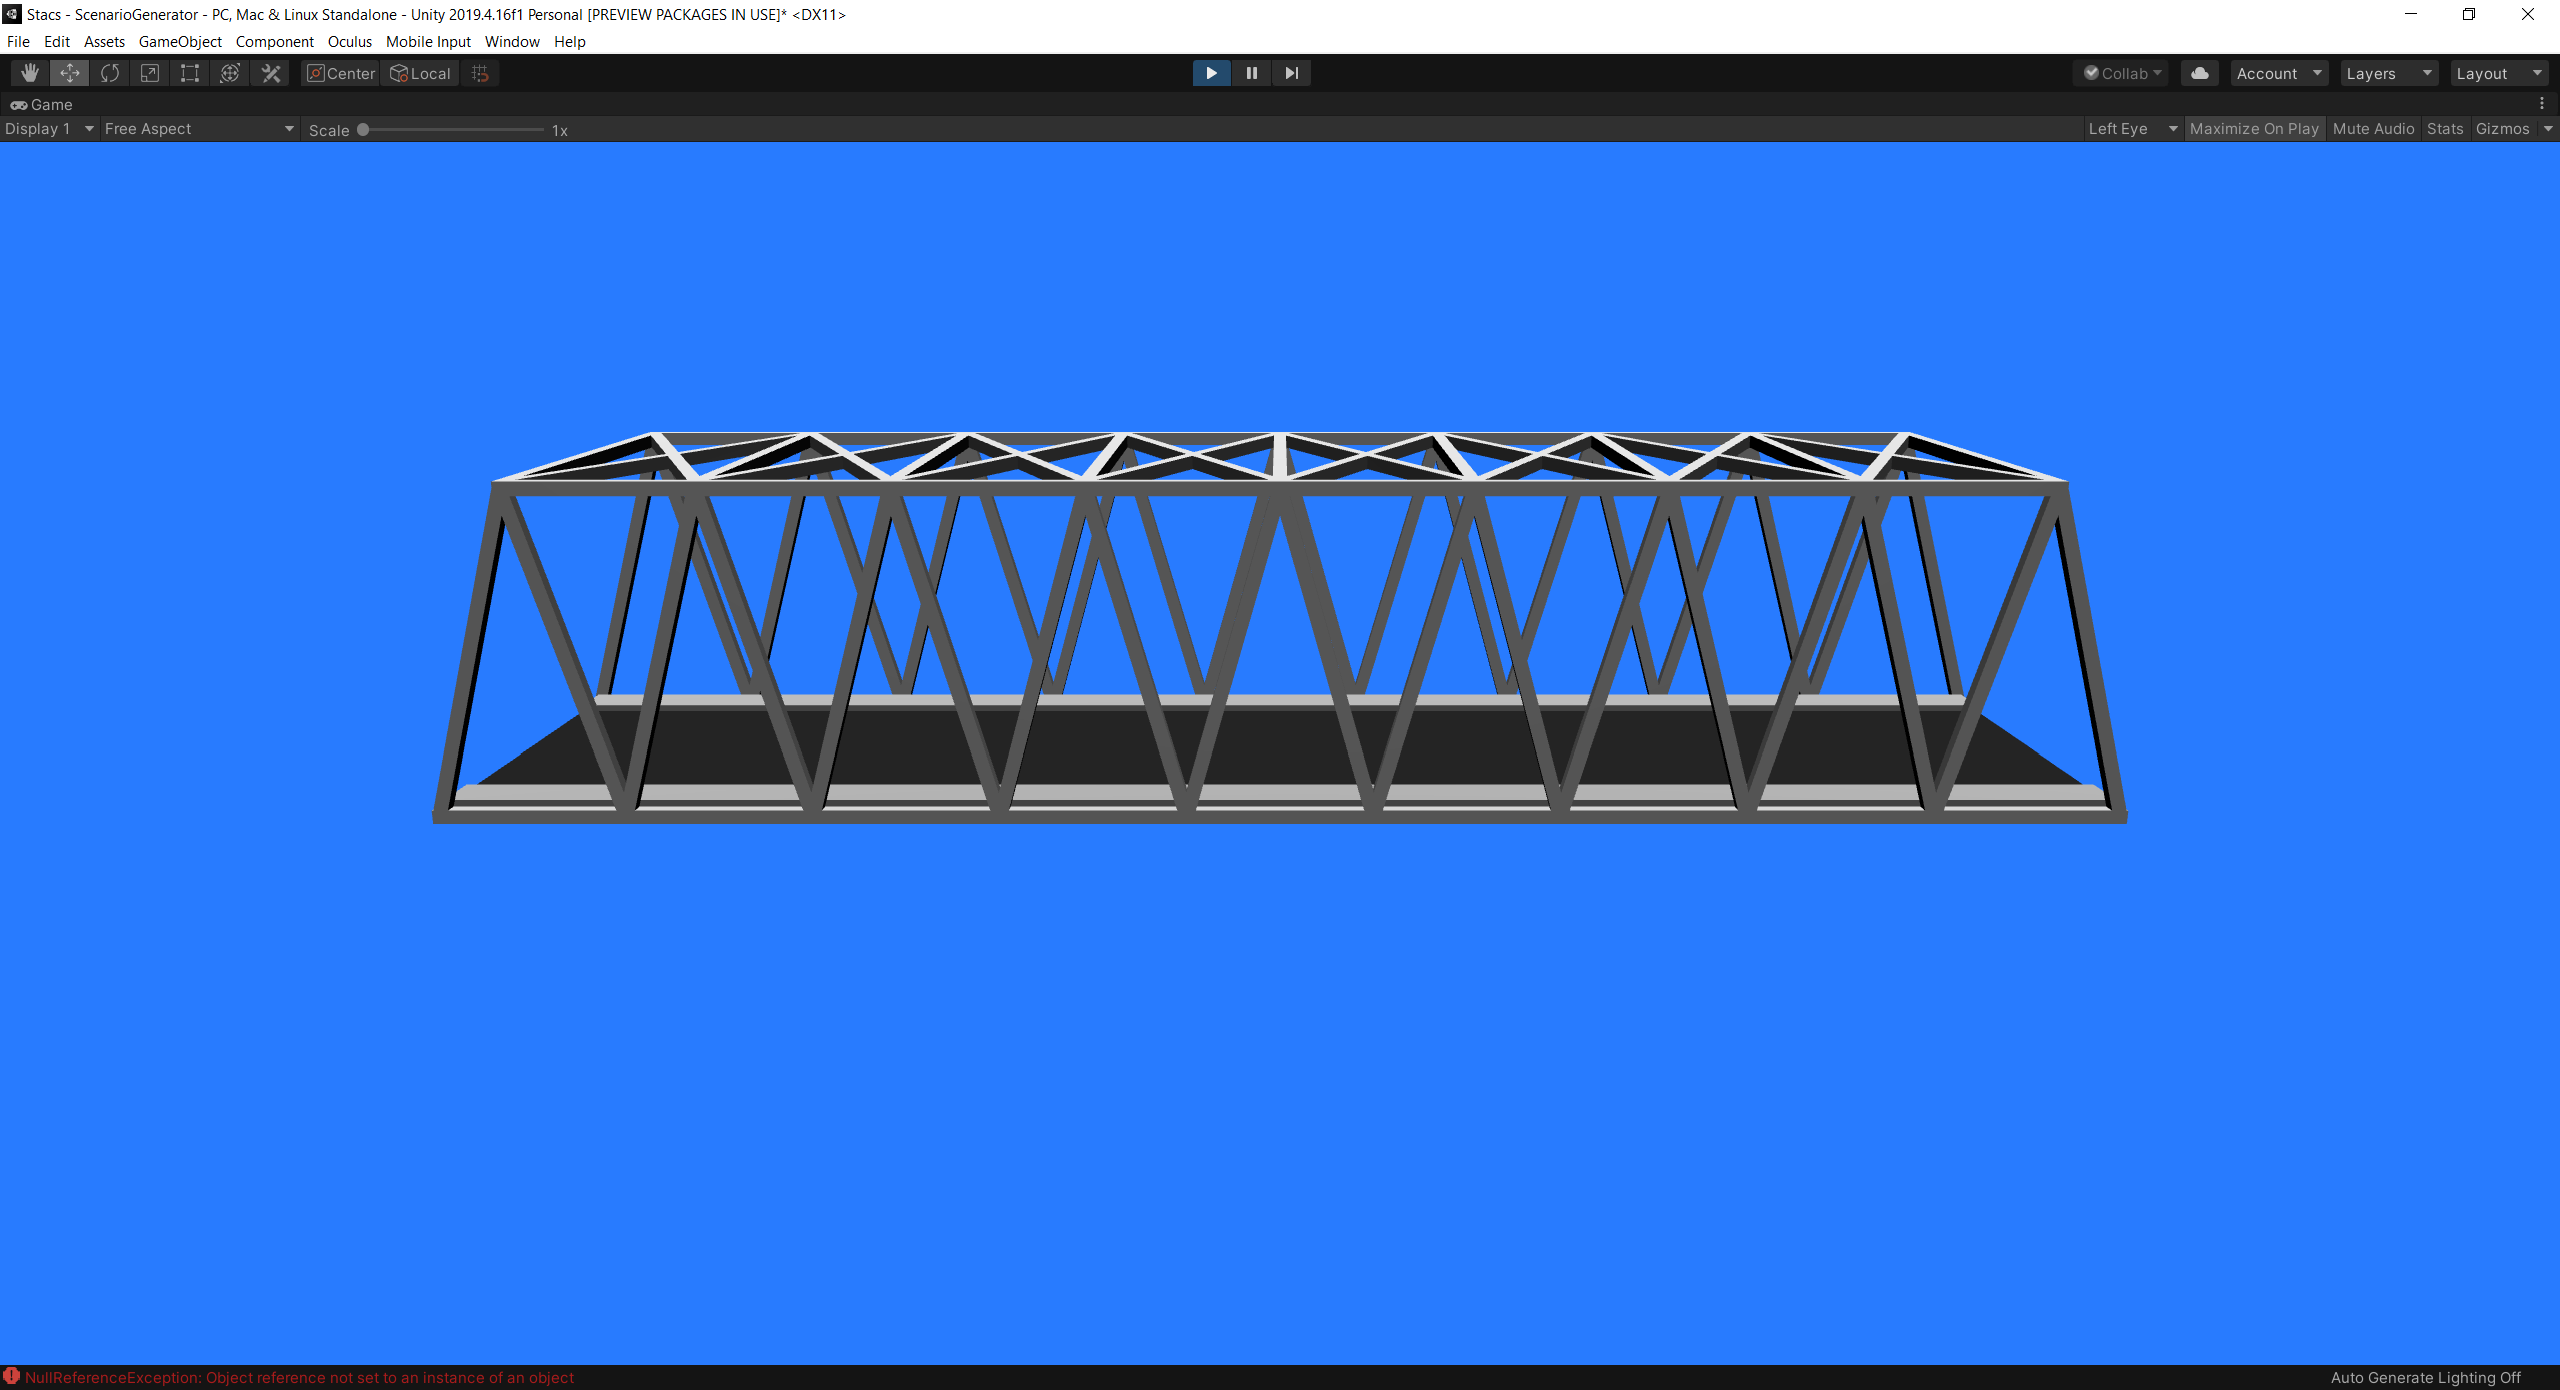 Stacs - ScenarioGenerator - PC, Mac & Linux Standalone - Unity 2019.4.16f1 Personal [PREVIEW PACKAGES IN USE]* <DX11>
File Edit Assets GameObject Component Oculus Mobile Input Window Help
Center Local Collab Account Layers Layout
Game
Display 1 Free Aspect Scale 1x Left Eye Maximize On Play Mute Audio Stats Gizmos
NullReferenceException: Object reference not set to an instance of an object Auto Generate Lighting Off